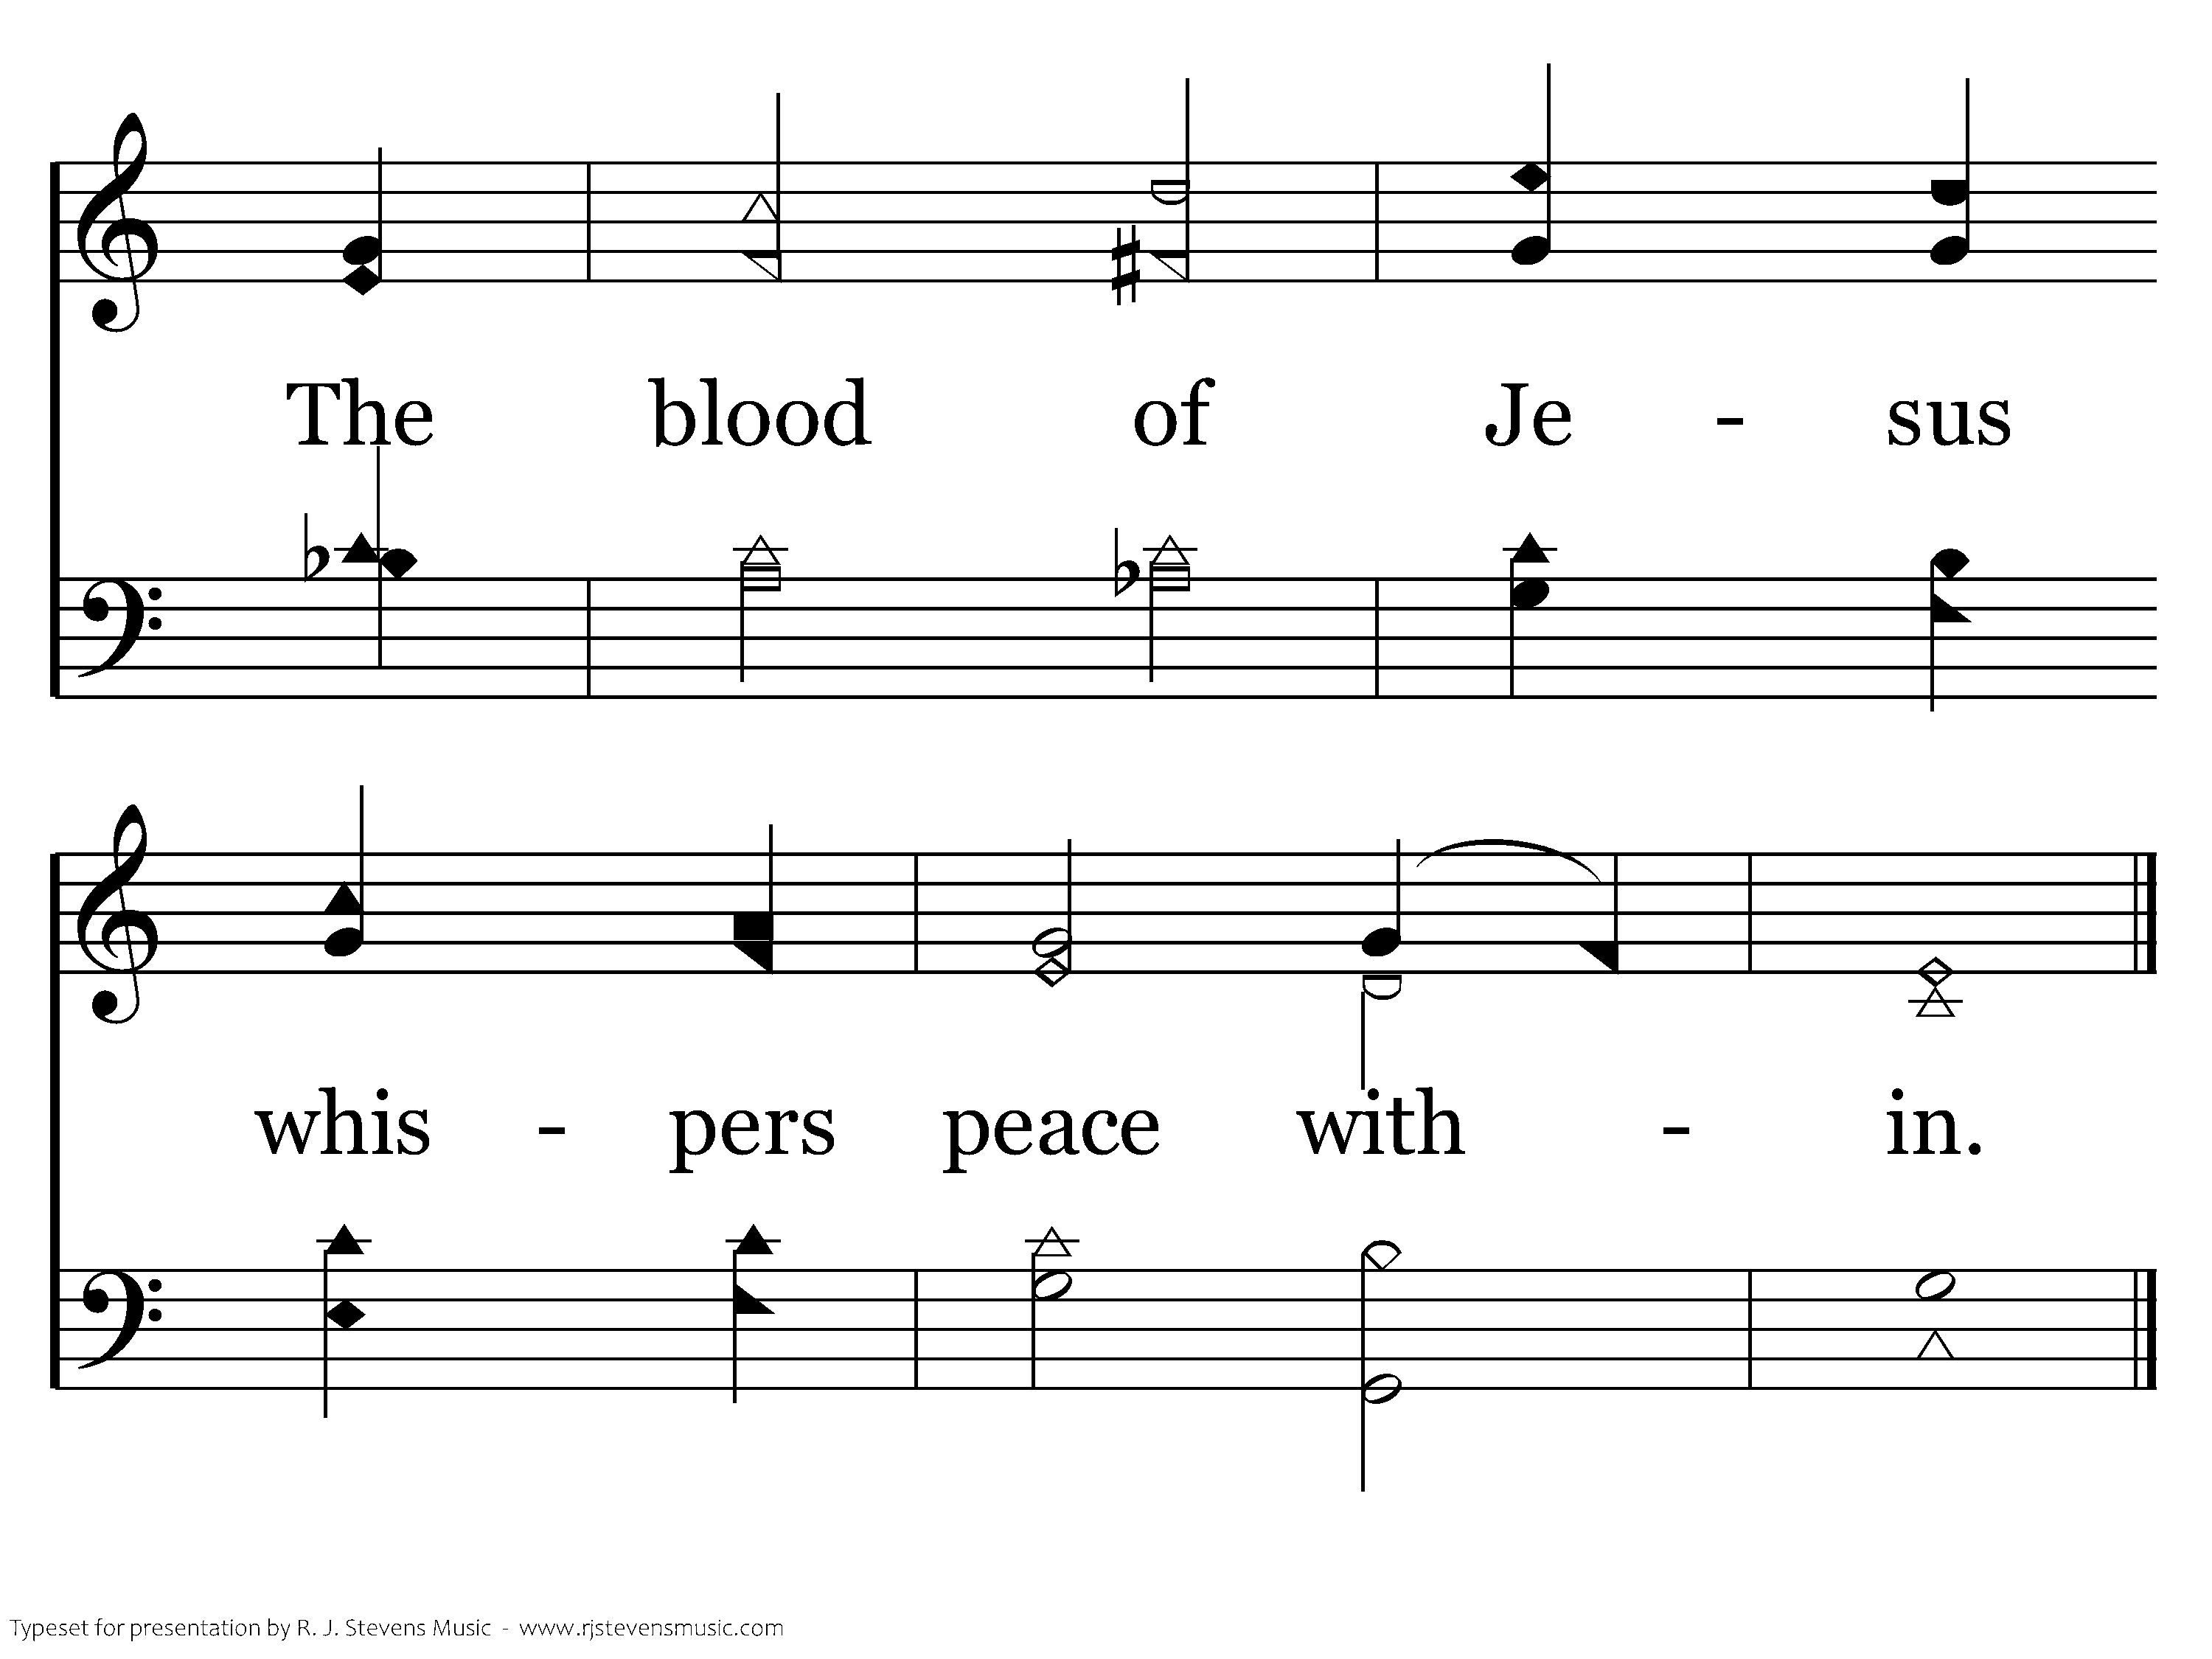 The blood of Je - sus
whis - pers peace with - in.
Typeset for presentation by R. J. Stevens Music - www.rjstevensmusic.com